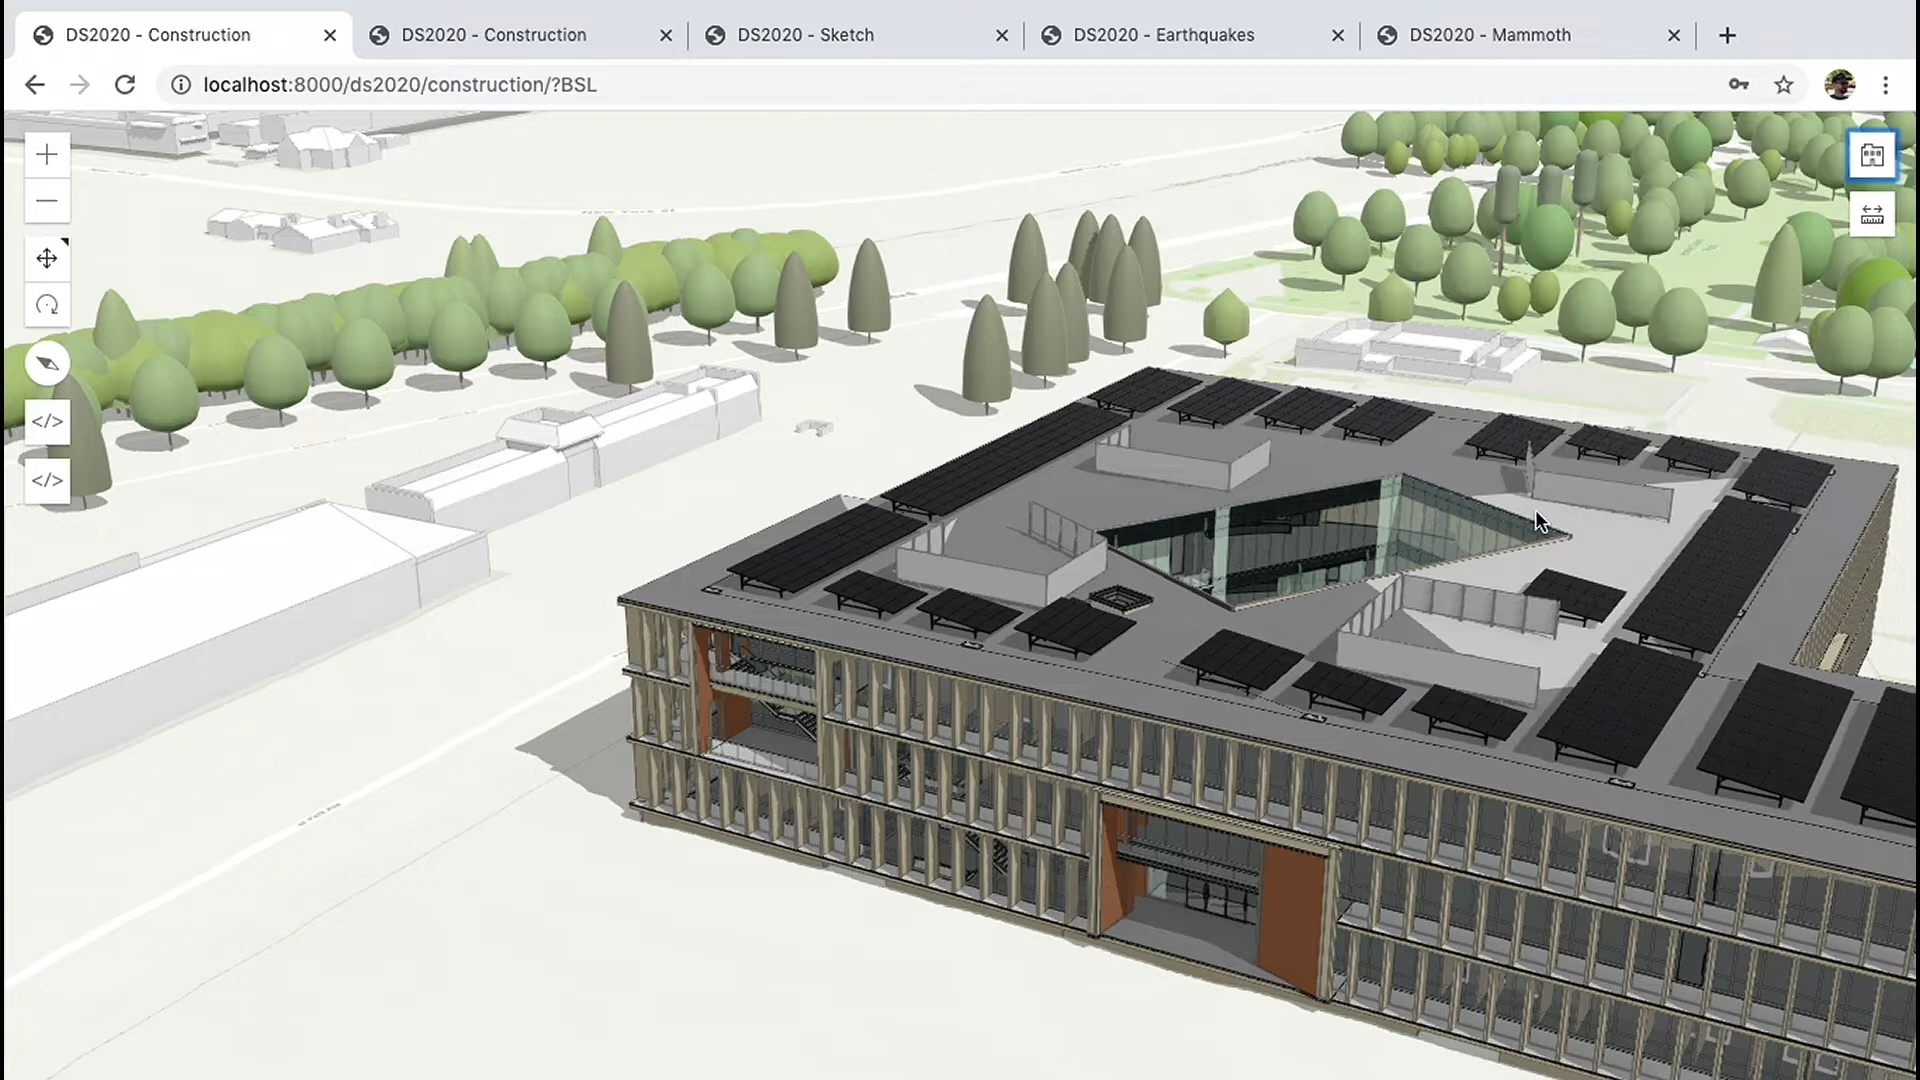 DS2020 - Construction
DS2020 - Construction
DS2020 - Sketch
DS2020 - Earthquakes
DS2020 - Mammoth
localhost:8000/ds2020/construction/?BSL
</>
</>